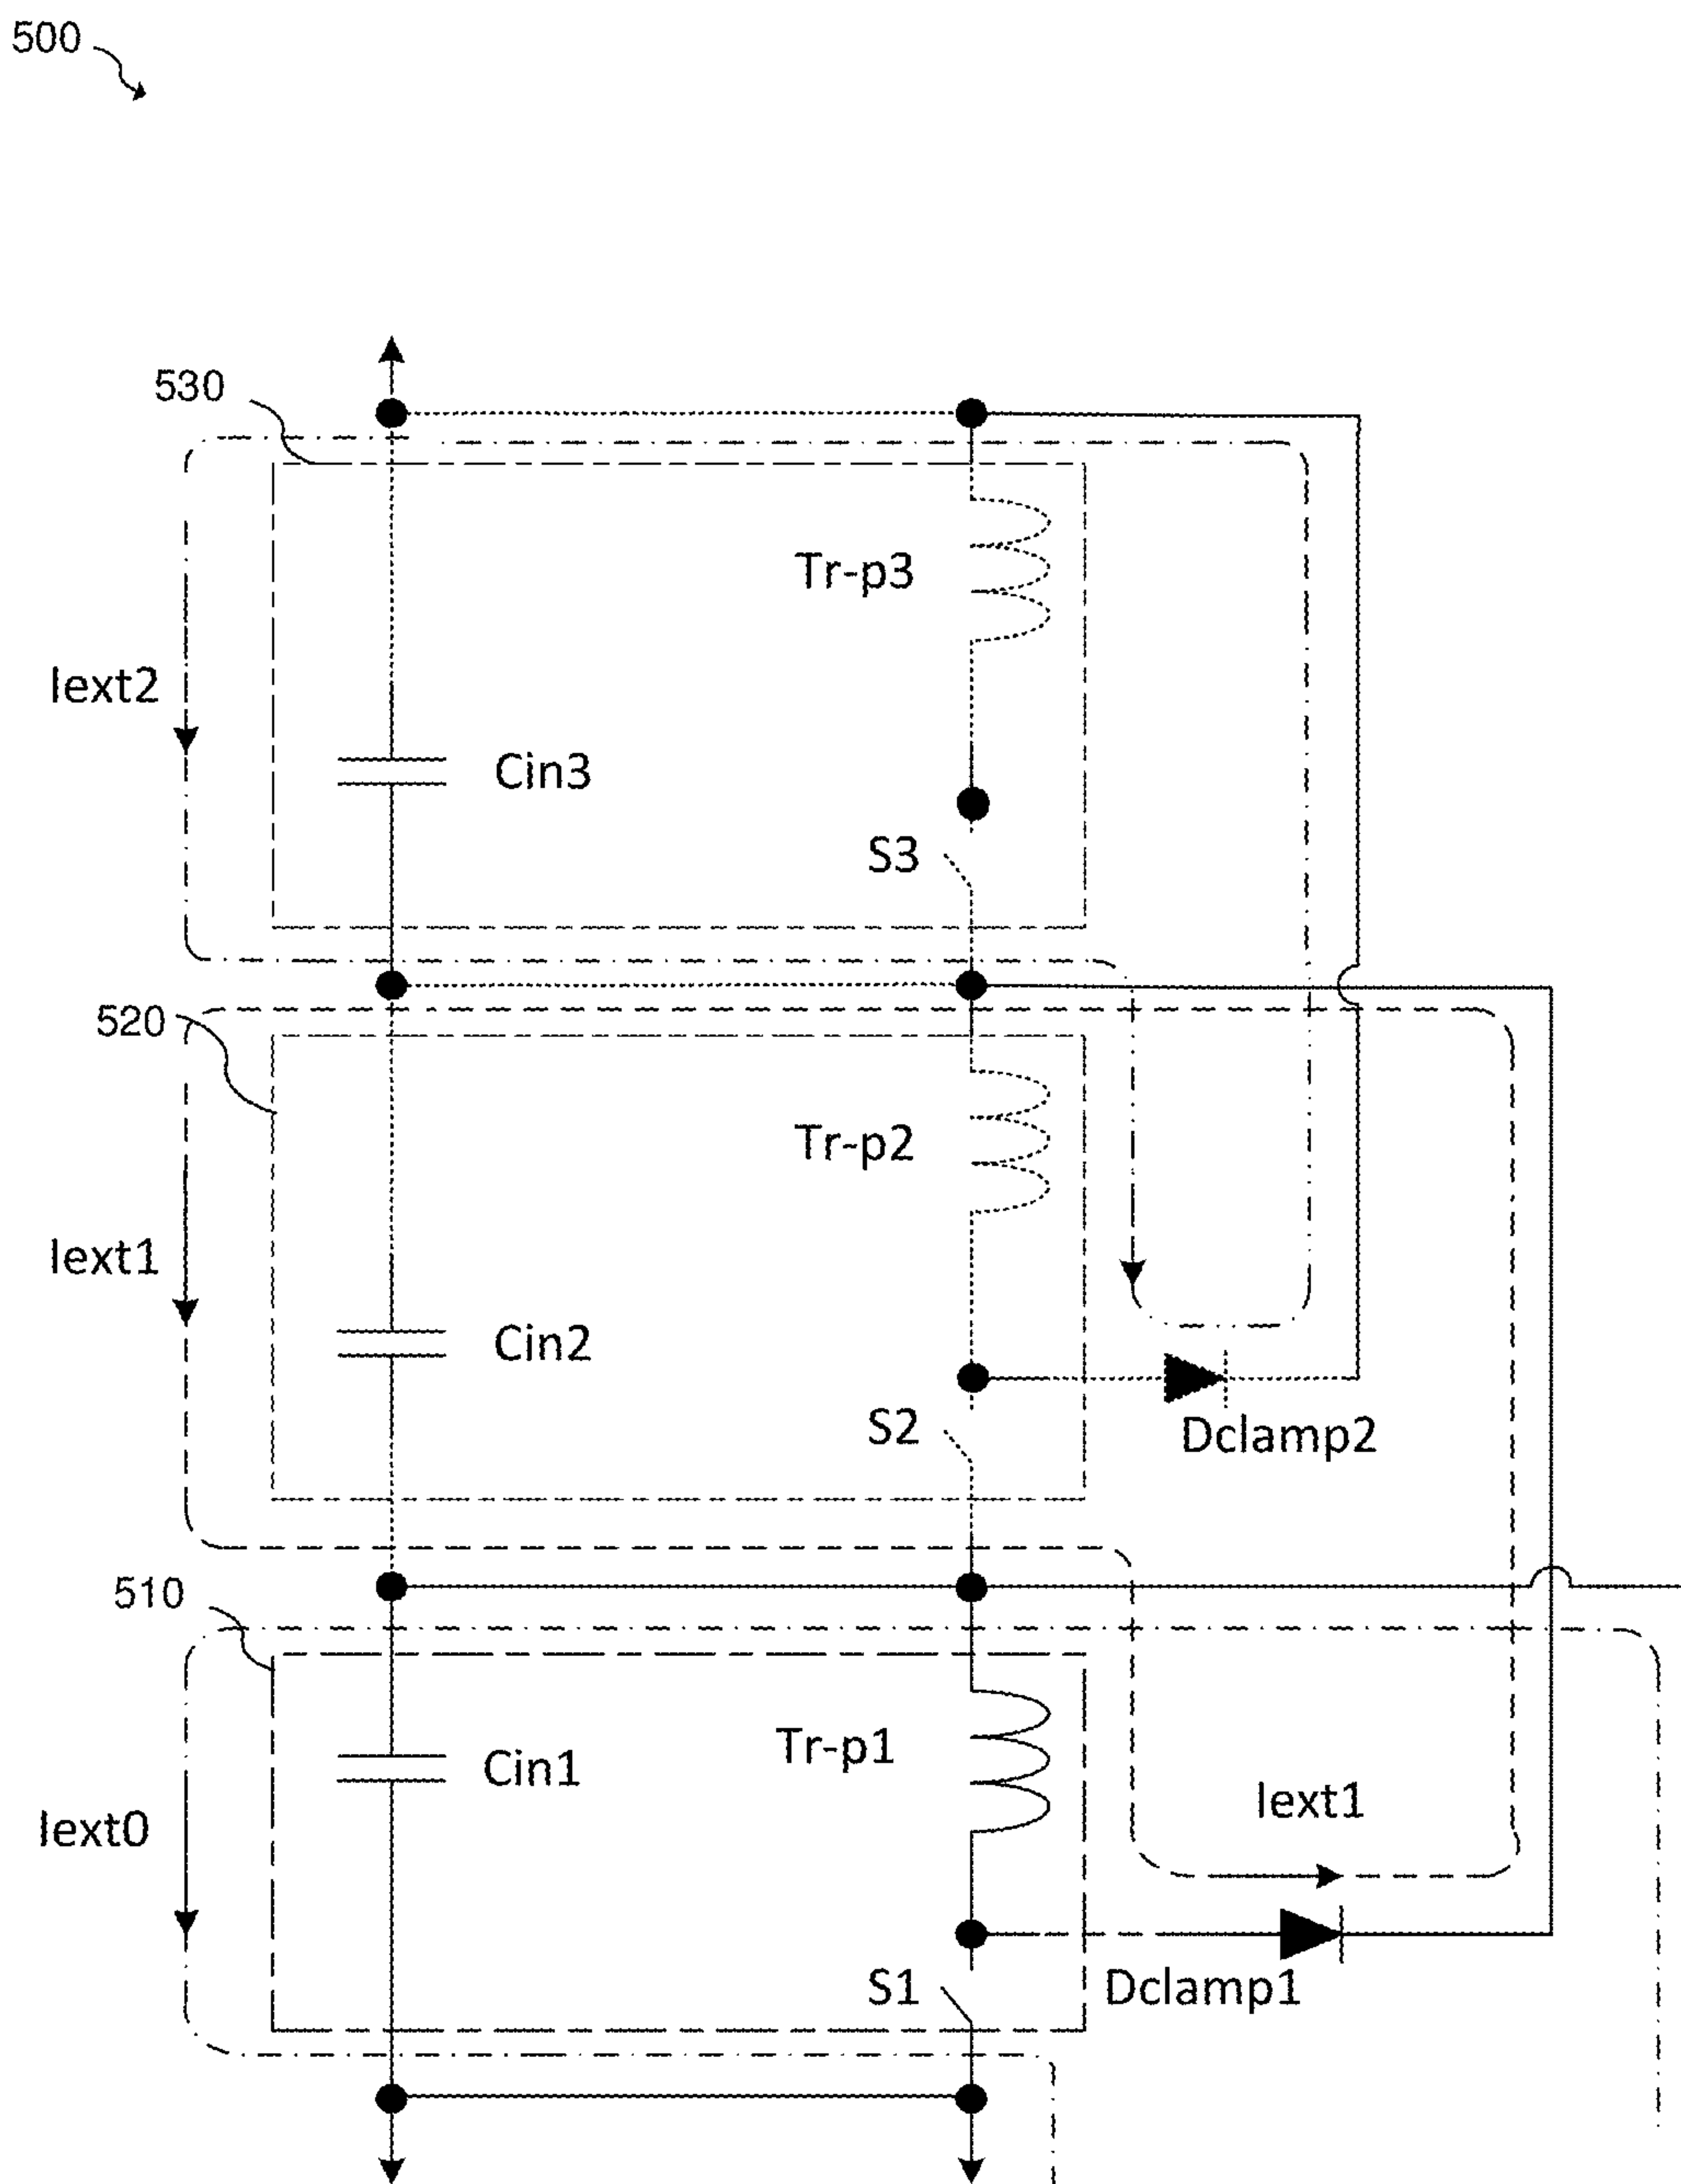 500
530
Tr-p3
Iext2
Cin3
S3
520
Tr-p2
Iext1
Cin2
S2
Dclamp2
510
Tr-p1
Cin1
Iext1
Iext0
S1
Dclamp1